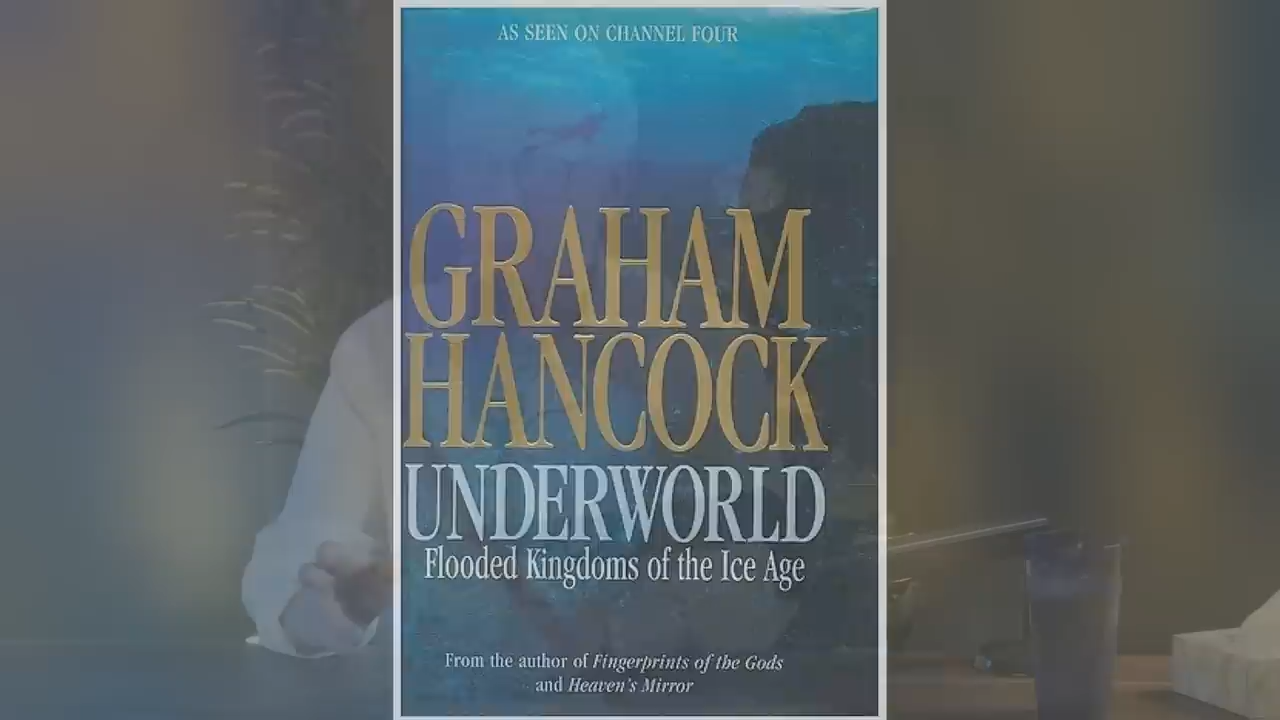 AS SEEN ON CHANNEL FOUR
GRAHAM
HANCOCK
UNDERWORLD
Flooded Kingdoms of the Ice Age
From the author of Fingerprints of the Gods
and Heaven's Mirror